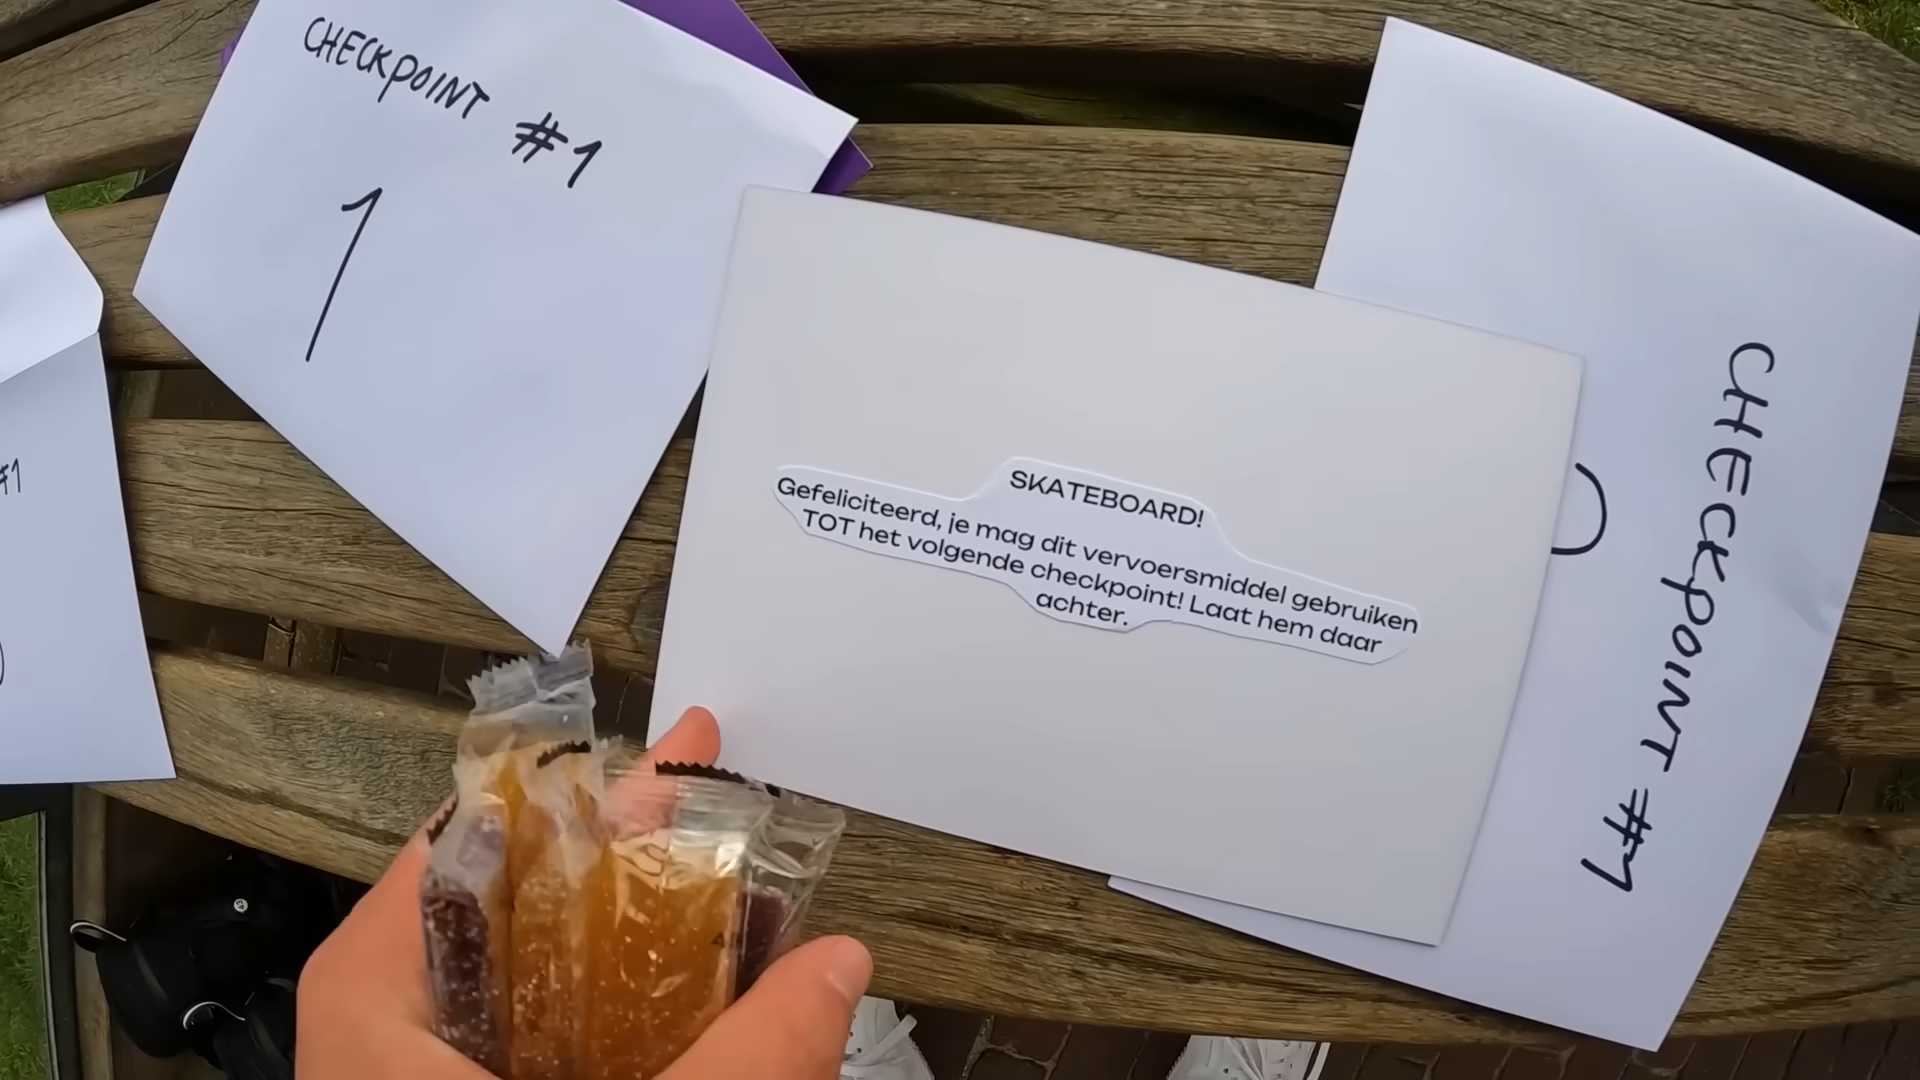 CHECKPOINT #1
1
SKATEBOARD!
Gefeliciteerd, je mag dit vervoersmiddel gebruiken
TOT het volgende checkpoint! Laat hem daar
achter.
CHECKPOINT #1
#1